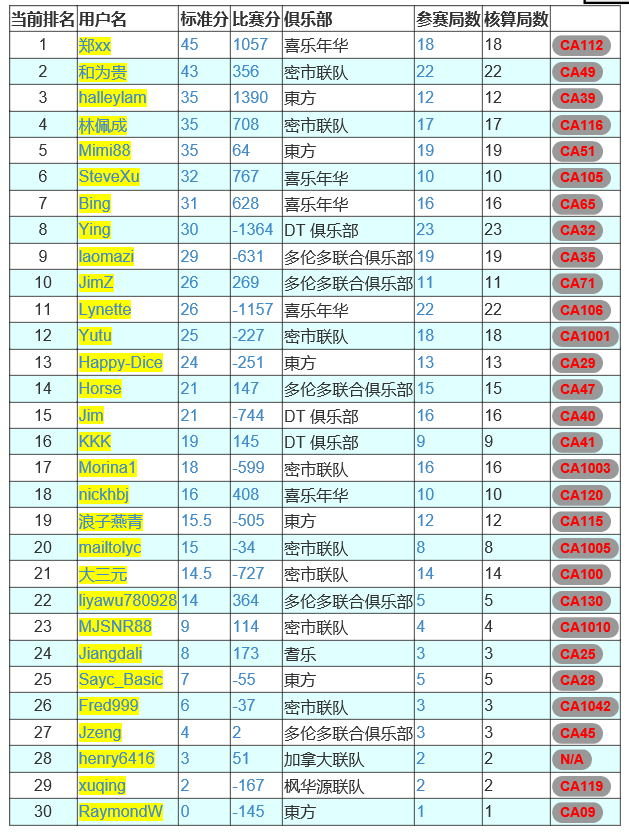 当前排名 用户名 标准分 比赛分 俱乐部 参赛局数 核算局数
1 郑xx 45 1057 喜乐年华 18 18 CA112
2 和为贵 43 356 密市联队 22 22 CA49
3 halleylam 35 1390 東方 12 12 CA39
4 林佩成 35 708 密市联队 17 17 CA116
5 Mimi88 35 64 東方 19 19 CA51
6 SteveXu 32 767 喜乐年华 10 10 CA105
7 Bing 31 628 喜乐年华 16 16 CA65
8 Ying 30 -1364 DT 俱乐部 23 23 CA32
9 laomazi 29 -631 多伦多联合俱乐部 19 19 CA35
10 JimZ 26 269 多伦多联合俱乐部 11 11 CA71
11 Lynette 26 -1157 喜乐年华 22 22 CA106
12 Yutu 25 -227 密市联队 18 18 CA1001
13 Happy-Dice 24 -251 東方 13 13 CA29
14 Horse 21 147 多伦多联合俱乐部 15 15 CA47
15 Jim 21 -744 DT 俱乐部 16 16 CA40
16 KKK 19 145 DT 俱乐部 9 9 CA41
17 Morina1 18 -599 密市联队 16 16 CA1003
18 nickhbj 16 408 喜乐年华 10 10 CA120
19 浪子燕青 15.5 -505 東方 12 12 CA115
20 mailtolyc 15 -34 密市联队 8 8 CA1005
21 大三元 14.5 -727 密市联队 14 14 CA100
22 liyawu780928 14 364 多伦多联合俱乐部 5 5 CA130
23 MJSNR88 9 114 密市联队 4 4 CA1010
24 Jiangdali 8 173 耆乐 3 3 CA25
25 Sayc_Basic 7 -55 東方 5 5 CA28
26 Fred999 6 -37 密市联队 3 3 CA1042
27 Jzeng 4 2 多伦多联合俱乐部 3 3 CA45
28 henry6416 3 51 加拿大联队 2 2 N/A
29 xuqing 2 -167 枫华源联队 2 2 CA119
30 RaymondW 0 -145 東方 1 1 CA09